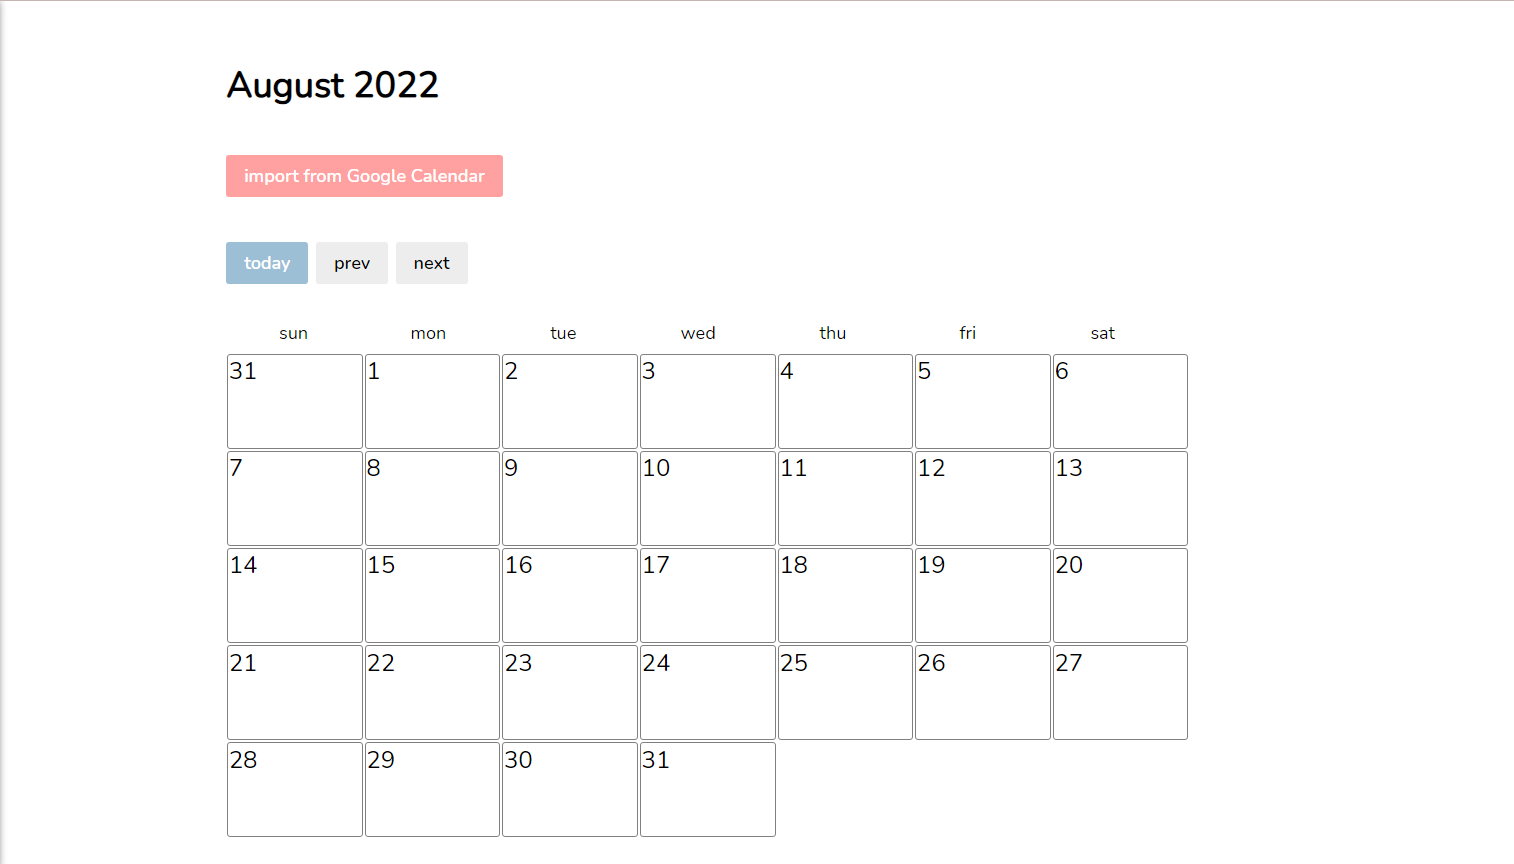 August 2022
import from Google Calendar
today prev next
sun mon tue wed thu fri sat
31 1 2 3 4 5 6
7 8 9 10 11 12 13
14 15 16 17 18 19 20
21 22 23 24 25 26 27
28 29 30 31